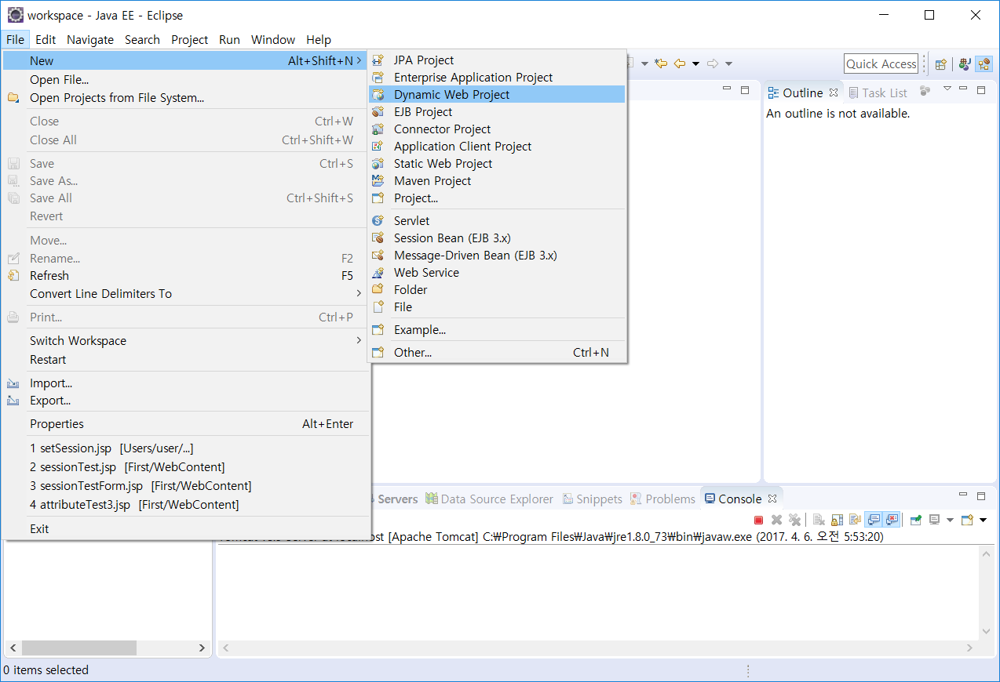 workspace - Java EE - Eclipse
File Edit Navigate Search Project Run Window Help
New Alt+Shift+N
Open File...
Open Projects from File System...
Close Ctrl+W
Close All Ctrl+Shift+W
Save Ctrl+S
Save As...
Save All Ctrl+Shift+S
Revert
Move...
Rename... F2
Refresh F5
Convert Line Delimiters To
Print... Ctrl+P
Switch Workspace
Restart
Import...
Export...
Properties Alt+Enter
1 setSession.jsp [Users/user/...]
2 sessionTest.jsp [First/WebContent]
3 sessionTestForm.jsp [First/WebContent]
4 attributeTest3.jsp [First/WebContent]
Exit
JPA Project
Enterprise Application Project
Dynamic Web Project
EJB Project
Connector Project
Application Client Project
Static Web Project
Maven Project
Project...
Servlet
Session Bean (EJB 3.x)
Message-Driven Bean (EJB 3.x)
Web Service
Folder
File
Example...
Other... Ctrl+N
Quick Access
Outline Task List
An outline is not available.
Servers Data Source Explorer Snippets Problems Console
[Apache Tomcat] C:₩Program Files₩Java₩jre1.8.0_73₩bin₩javaw.exe (2017. 4. 6. 오전 5:53:20)
0 items selected